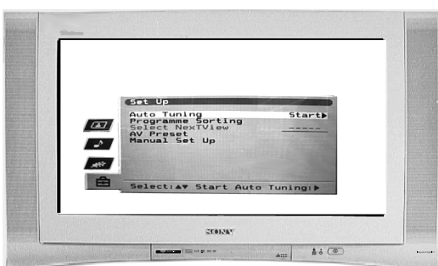 Set Up
Auto Tuning Start▶
Programme Sorting
Select NexTView -----
AV Preset
Manual Set Up
Select:▲▼ Start Auto Tuning:▶
SONY